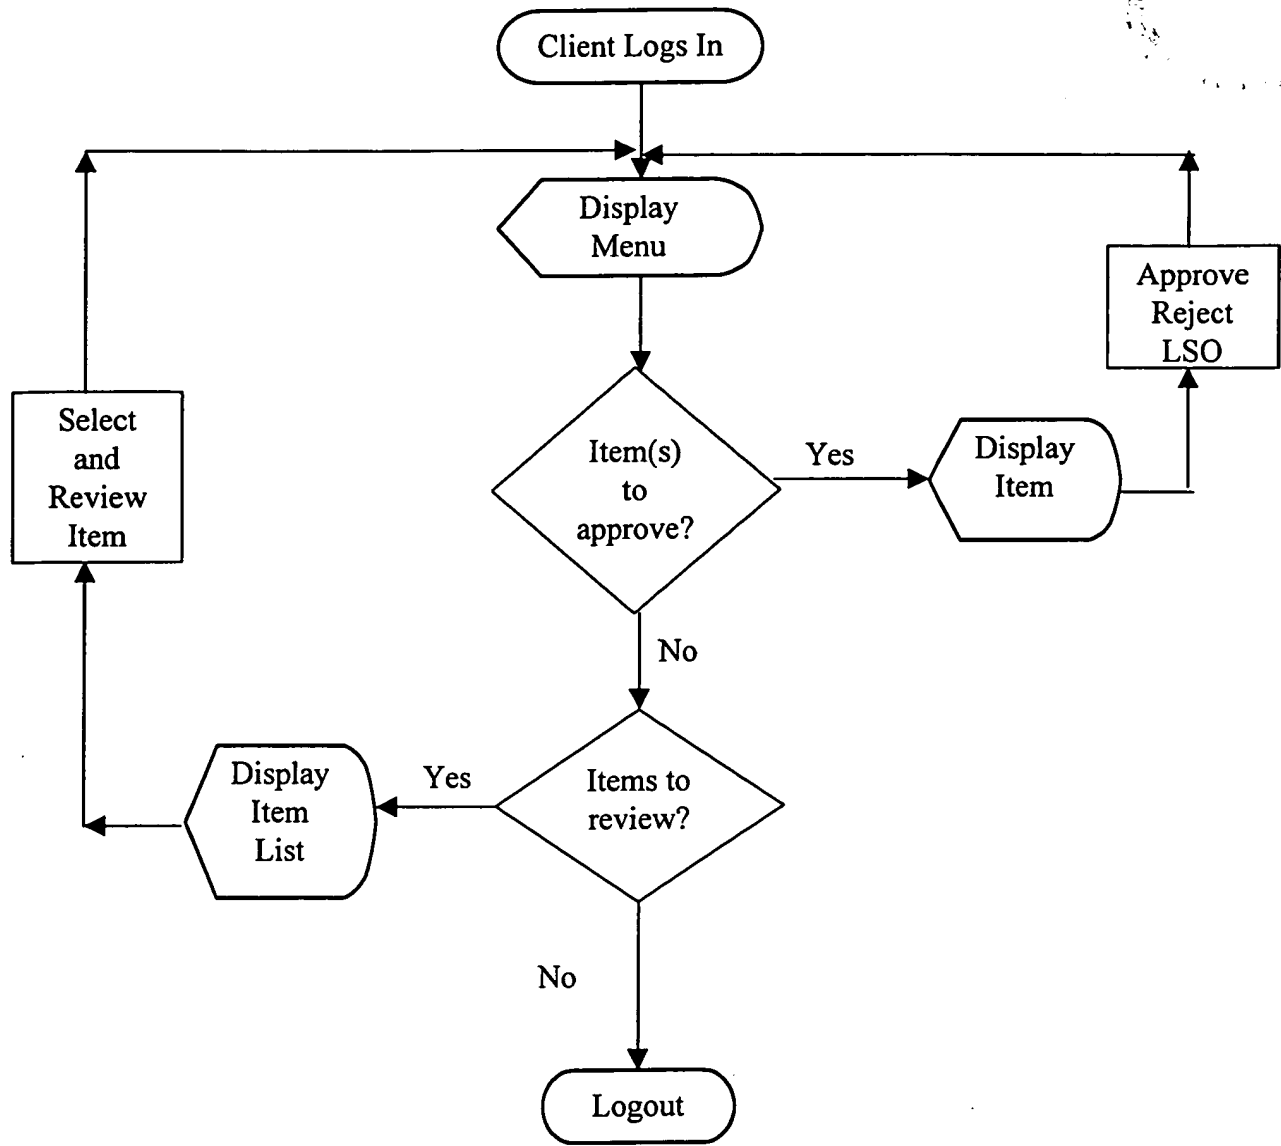 Client Logs In
Display
Menu
Approve
Reject
LSO
Select
and
Review
Item
Item(s)
to
approve?
Yes
Display
Item
No
Display
Item
List
Yes
Items to
review?
No
Logout